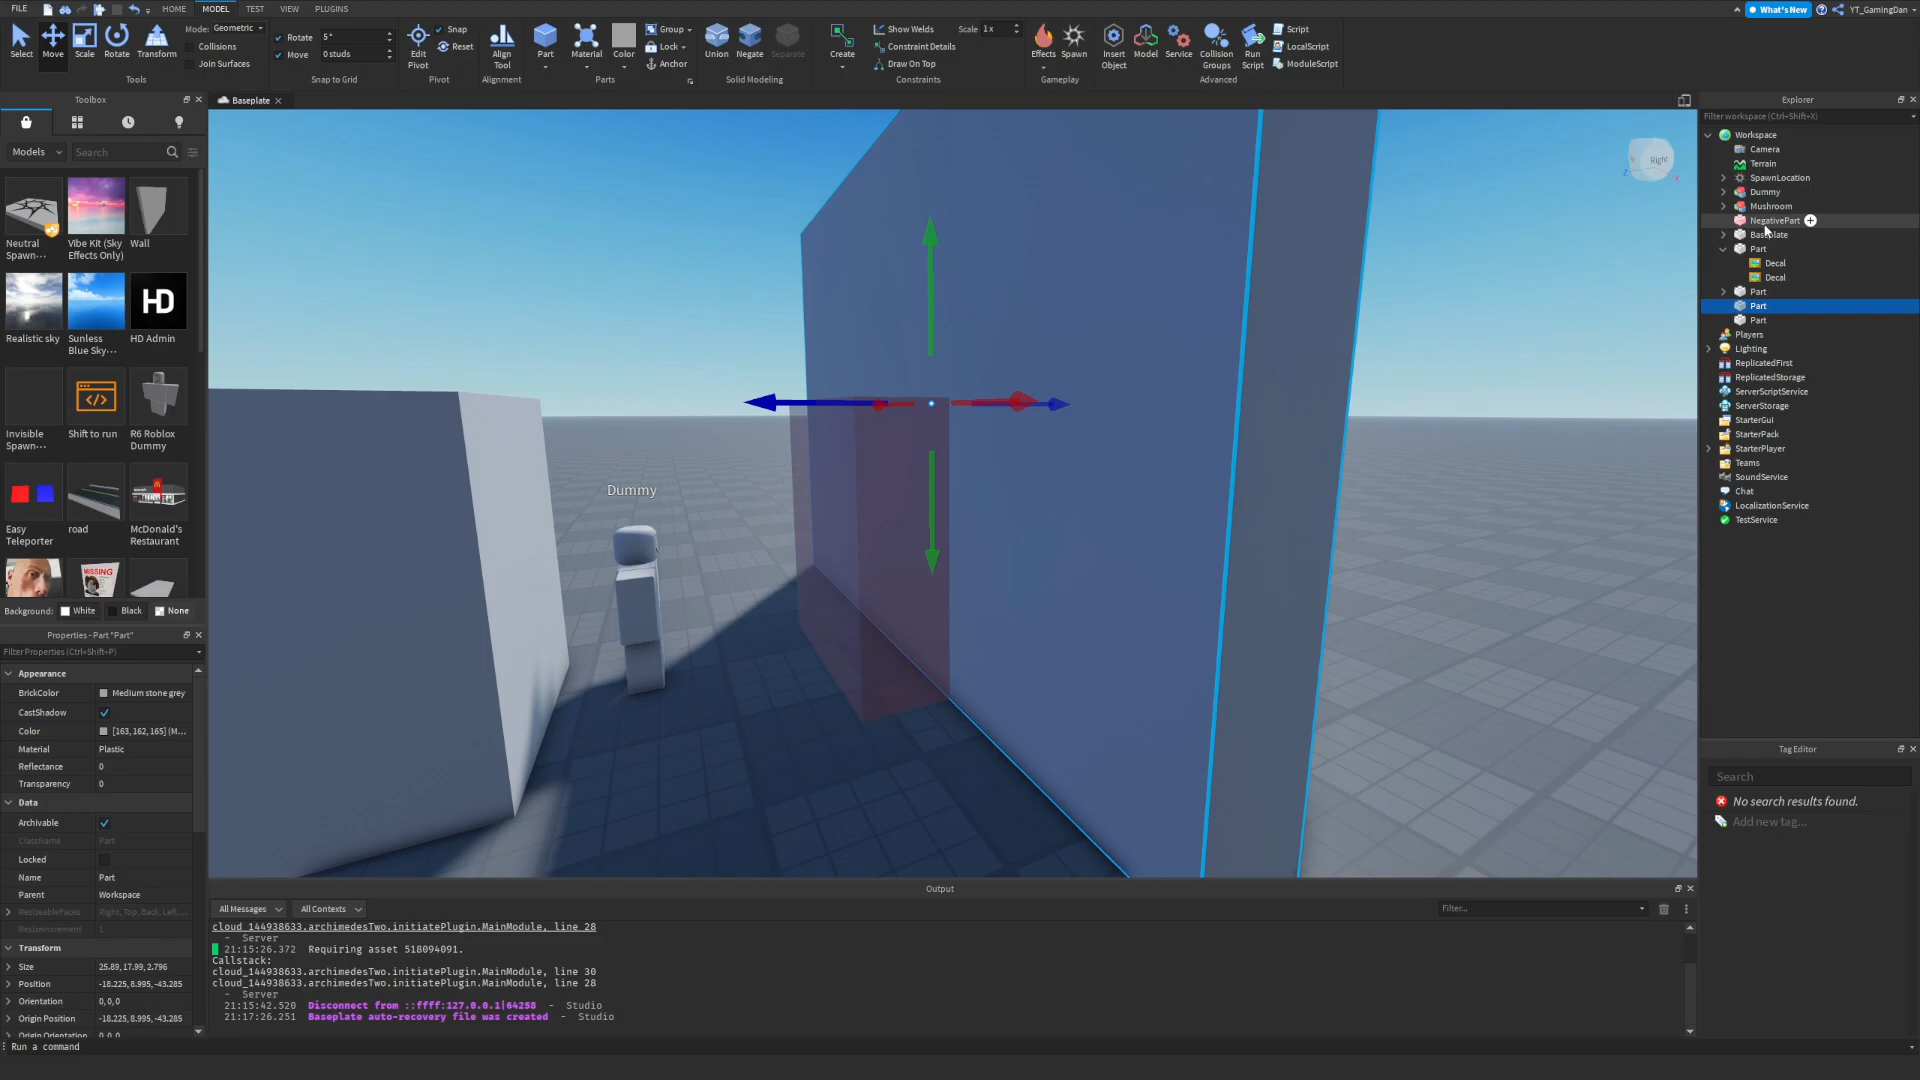 FILE HOME MODEL TEST VIEW PLUGINS What's New YT_GamingDan
Select Move Scale Rotate Transform
Mode: Geometric
Collisions
Join Surfaces
Tools
Rotate 5°
Move 0 studs
Snap to Grid
Edit Pivot
Snap
Reset
Pivot
Align Tool
Alignment
Part Material Color
Group
Lock
Anchor
Parts
Union Negate Separate
Solid Modeling
Create
Show Welds
Constraint Details
Draw On Top
Scale 1x
Constraints
Effects Spawn
Gameplay
Insert Object
Model
Service
Collision Groups
Run Script
Script
LocalScript
ModuleScript
Advanced
Toolbox
Models Search
Neutral Spawn...
Vibe Kit (Sky Effects Only)
Wall
Realistic sky
Sunless Blue Sky...
HD
HD Admin
Invisible Spawn...
Shift to run
R6 Roblox Dummy
Easy Teleporter
road
McDonald's Restaurant
MISSING
Background: White Black None
Properties - Part "Part"
Filter Properties (Ctrl+Shift+P)
Appearance
BrickColor Medium stone grey
CastShadow
Color [163, 162, 165] (M...
Material Plastic
Reflectance 0
Transparency 0
Data
Archivable
ClassName Part
Locked
Name Part
Parent Workspace
ResizeableFaces Right, Top, Back, Left,...
ResizeIncrement 1
Transform
Size 25.89, 17.99, 2.796
Position -18.225, 8.995, -43.285
Orientation 0, 0, 0
Origin Position -18.225, 8.995, -43.285
Origin Orientation 0, 0, 0
Run a command
Baseplate
Dummy
Right
Output
All Messages All Contexts Filter...
cloud_144938633.archimedesTwo.initiatePlugin.MainModule, line 28
- Server
21:15:26.372 Requiring asset 518094091.
Callstack:
cloud_144938633.archimedesTwo.initiatePlugin.MainModule, line 30
cloud_144938633.archimedesTwo.initiatePlugin.MainModule, line 28
- Server
21:15:42.520 Disconnect from ::ffff:127.0.0.1|64258 - Studio
21:17:26.251 Baseplate auto-recovery file was created - Studio
Explorer
Filter workspace (Ctrl+Shift+X)
Workspace
Camera
Terrain
SpawnLocation
Dummy
Mushroom
NegativePart
Baseplate
Part
Decal
Decal
Part
Part
Part
Players
Lighting
ReplicatedFirst
ReplicatedStorage
ServerScriptService
ServerStorage
StarterGui
StarterPack
StarterPlayer
Teams
SoundService
Chat
LocalizationService
TestService
Tag Editor
Search
No search results found.
Add new tag...